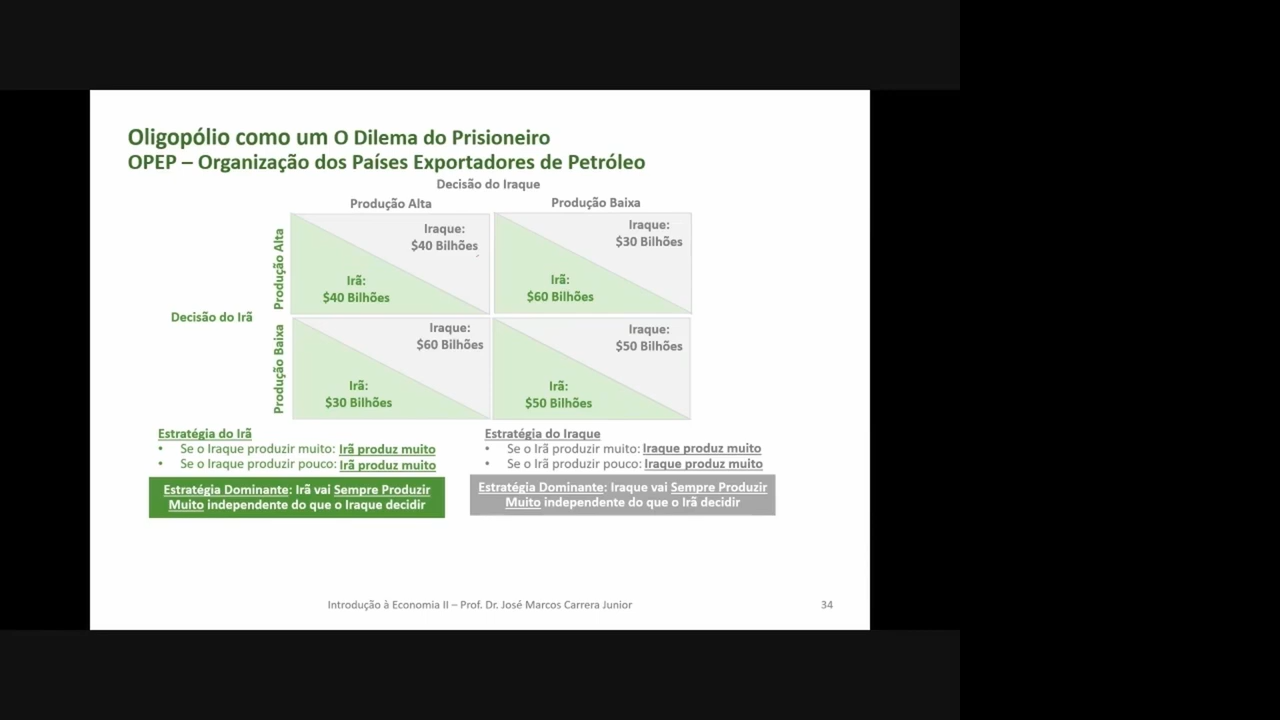 Oligopólio como um O Dilema do Prisioneiro
OPEP – Organização dos Países Exportadores de Petróleo
Decisão do Iraque
Produção Alta
Produção Baixa
Decisão do Irã
Produção Alta
Iraque:
$40 Bilhões
Irã:
$40 Bilhões
Iraque:
$30 Bilhões
Irã:
$60 Bilhões
Produção Baixa
Iraque:
$60 Bilhões
Irã:
$30 Bilhões
Iraque:
$50 Bilhões
Irã:
$50 Bilhões
Estratégia do Irã
• Se o Iraque produzir muito: Irã produz muito
• Se o Iraque produzir pouco: Irã produz muito
Estratégia Dominante: Irã vai Sempre Produzir
Muito independente do que o Iraque decidir
Estratégia do Iraque
• Se o Irã produzir muito: Iraque produz muito
• Se o Irã produzir pouco: Iraque produz muito
Estratégia Dominante: Iraque vai Sempre Produzir
Muito independente do que o Irã decidir
Introdução à Economia II – Prof. Dr. José Marcos Carrera Junior
34